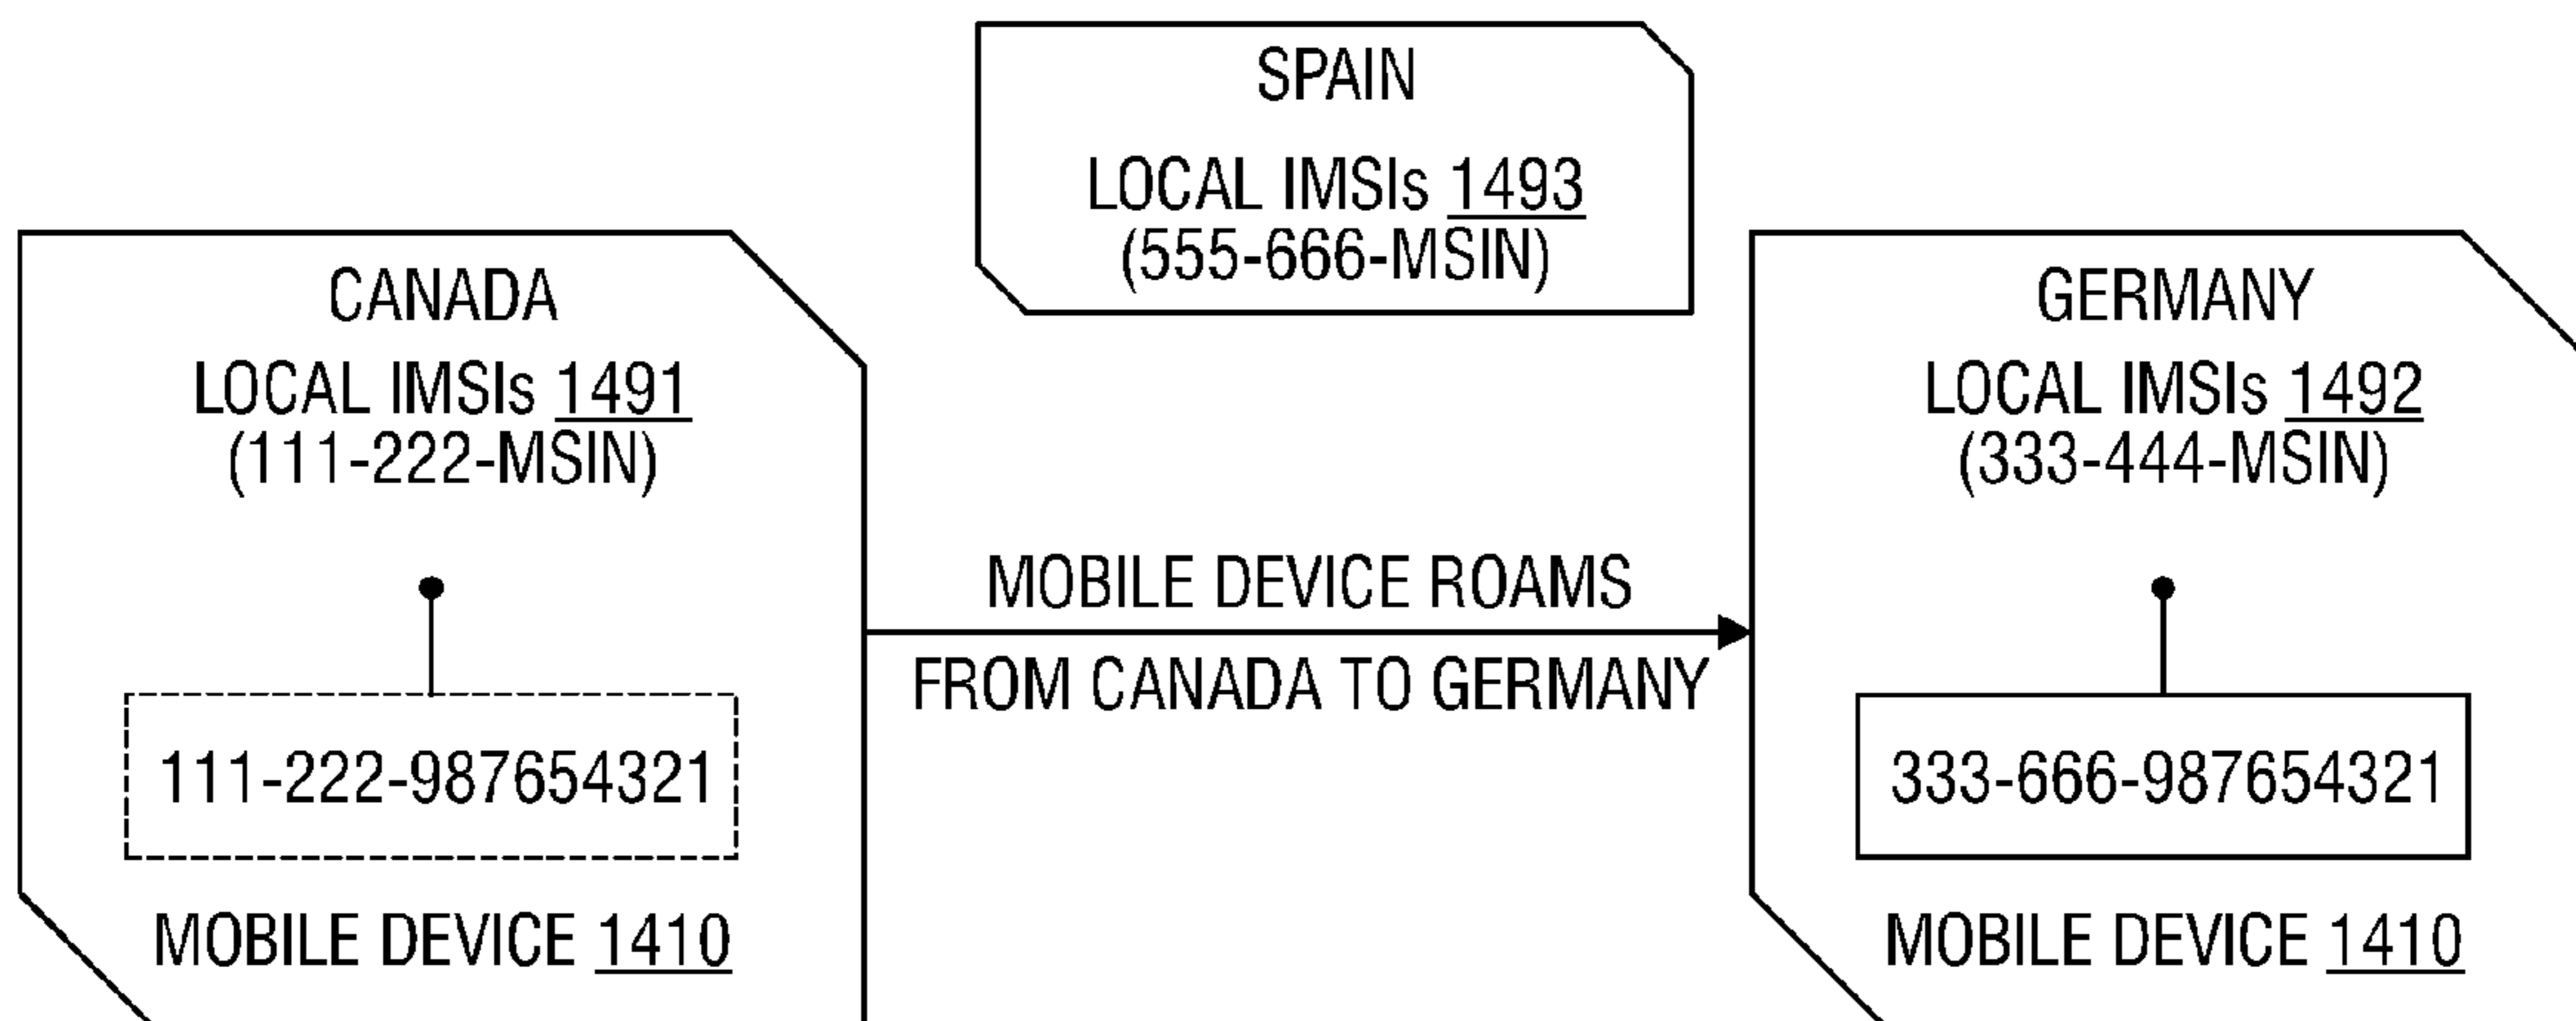 SPAIN
LOCAL IMSIs 1493
(555-666-MSIN)
CANADA
LOCAL IMSIs 1491
(111-222-MSIN)
111-222-987654321
MOBILE DEVICE 1410
MOBILE DEVICE ROAMS
FROM CANADA TO GERMANY
GERMANY
LOCAL IMSIs 1492
(333-444-MSIN)
333-666-987654321
MOBILE DEVICE 1410